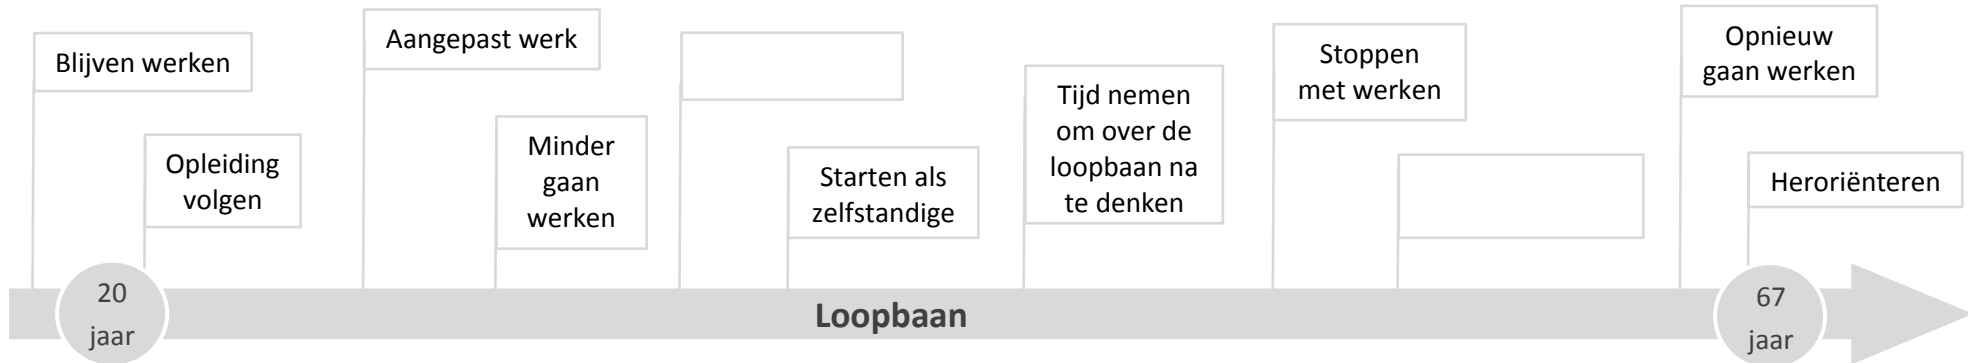 Blijven werken
Opleiding
volgen
Aangepast werk
Minder
gaan
werken
Starten als
zelfstandige
Tijd nemen
om over de
loopbaan na
te denken
Stoppen
met werken
Opnieuw
gaan werken
Heroriënteren
20
jaar
Loopbaan
67
jaar